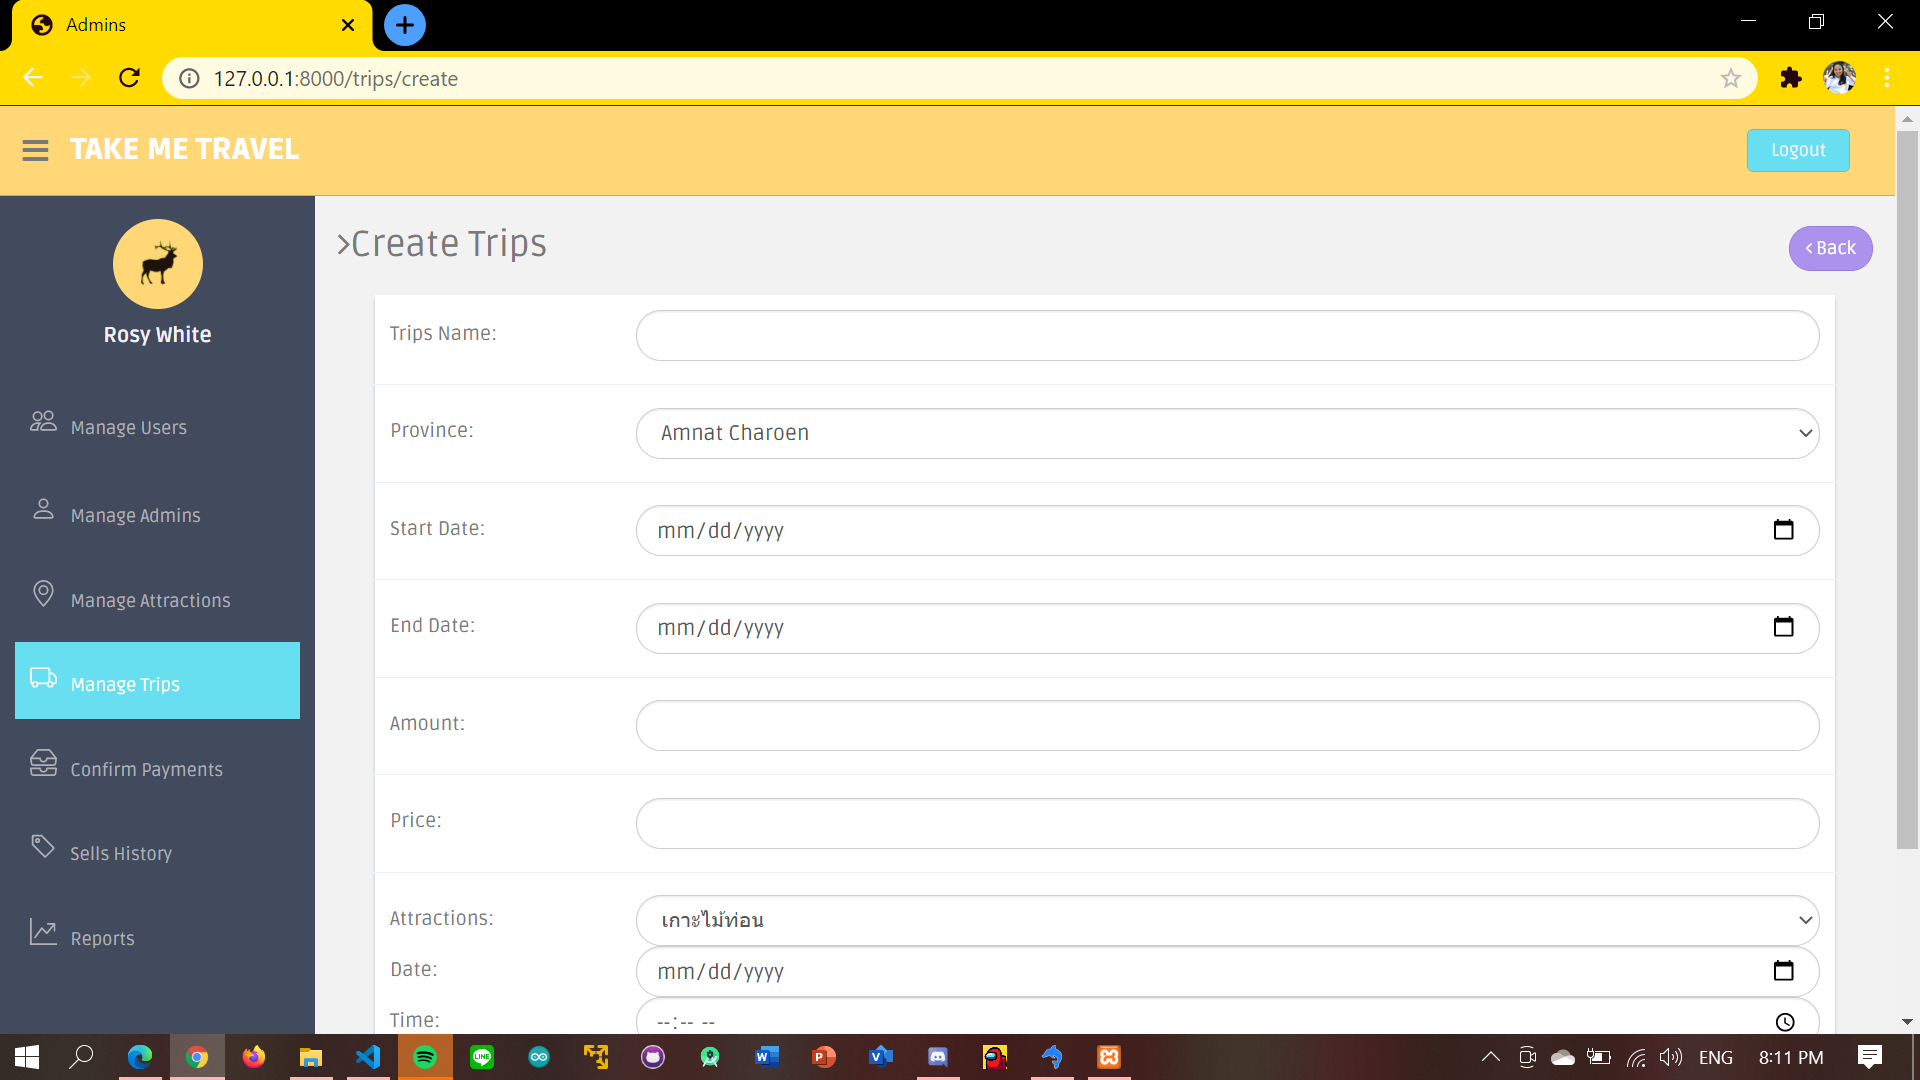 Admins
127.0.0.1:8000/trips/create
TAKE ME TRAVEL
Logout
Rosy White
Manage Users
Manage Admins
Manage Attractions
Manage Trips
Confirm Payments
Sells History
Reports
>Create Trips
< Back
Trips Name:
Province: Amnat Charoen
Start Date: mm/dd/yyyy
End Date: mm/dd/yyyy
Amount:
Price:
Attractions: เกาะไม้ท่อน
Date: mm/dd/yyyy
Time: --:-- --
LINE
ENG
8:11 PM